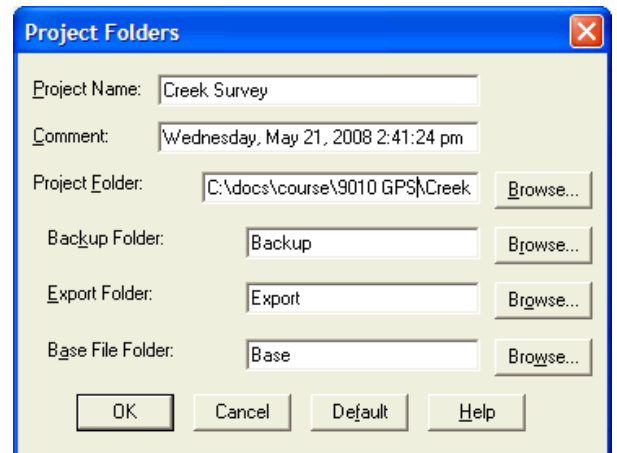 Project Folders
Project Name: Creek Survey
Comment: Wednesday, May 21, 2008 2:41:24 pm
Project Folder: C:\docs\course\9010 GPS\Creek Browse...
Backup Folder: Backup Browse...
Export Folder: Export Browse...
Base File Folder: Base Browse...
OK Cancel Default Help